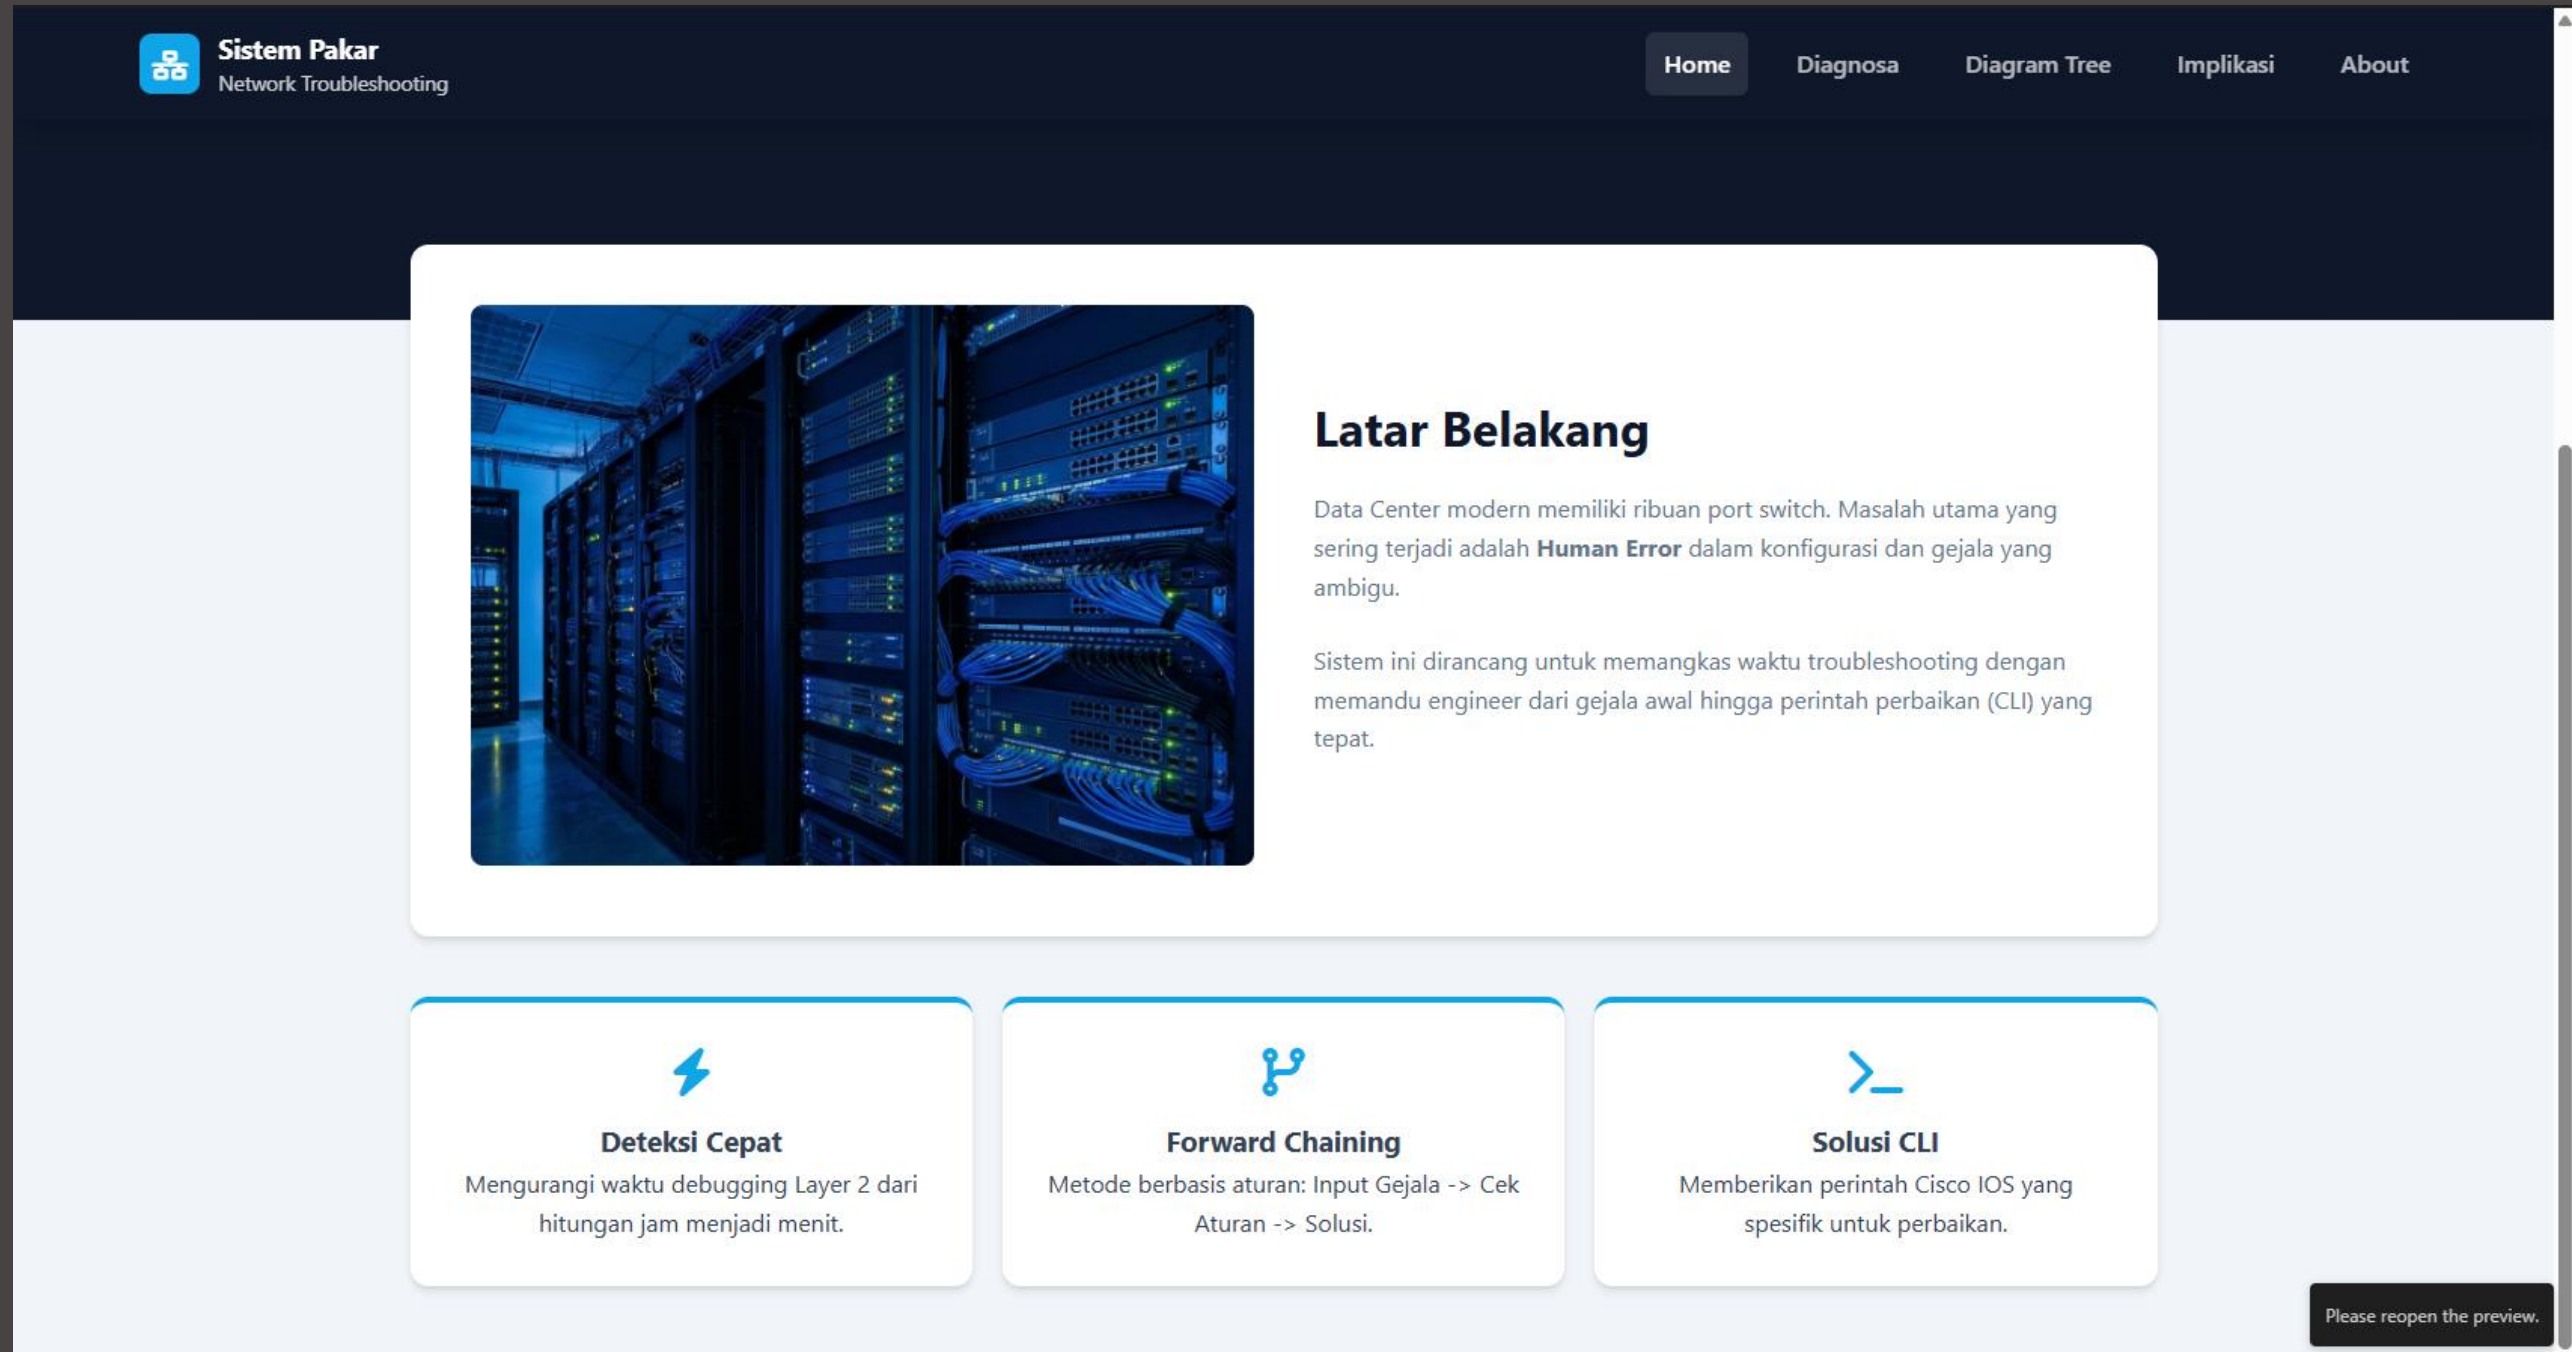 Sistem Pakar
Network Troubleshooting
Home
Diagnosa
Diagram Tree
Implikasi
About
Latar Belakang
Data Center modern memiliki ribuan port switch. Masalah utama yang
sering terjadi adalah Human Error dalam konfigurasi dan gejala yang
ambigu.
Sistem ini dirancang untuk memangkas waktu troubleshooting dengan
memandu engineer dari gejala awal hingga perintah perbaikan (CLI) yang
tepat.
Deteksi Cepat
Mengurangi waktu debugging Layer 2 dari
hitungan jam menjadi menit.
Forward Chaining
Metode berbasis aturan: Input Gejala -> Cek
Aturan -> Solusi.
Solusi CLI
Memberikan perintah Cisco IOS yang
spesifik untuk perbaikan.
Please reopen the preview.